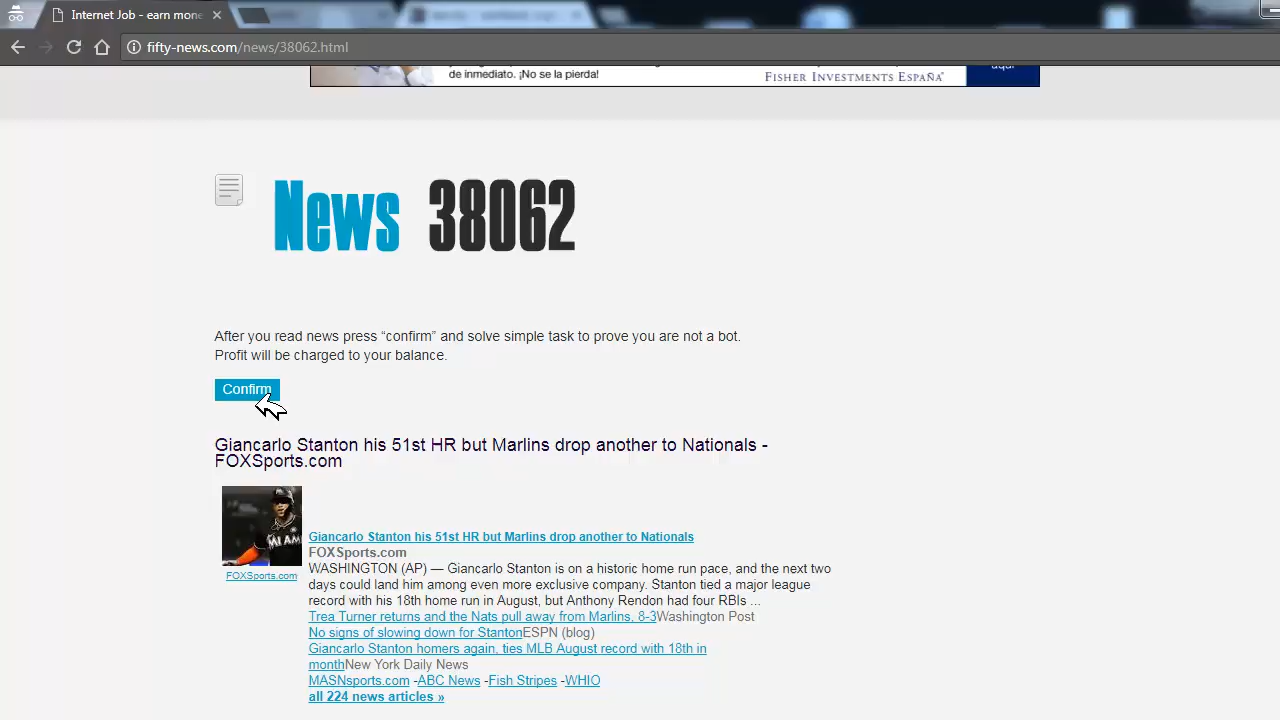 Internet Job - earn mone
fifty-news.com/news/38062.html
de inmediato. ¡No se la pierda!
FISHER INVESTMENTS ESPAÑA
aquí
News 38062
After you read news press “confirm” and solve simple task to prove you are not a bot.
Profit will be charged to your balance.
Confirm
Giancarlo Stanton his 51st HR but Marlins drop another to Nationals -
FOXSports.com
Giancarlo Stanton his 51st HR but Marlins drop another to Nationals
FOXSports.com
MIAMI
FOXSports.com
WASHINGTON (AP) — Giancarlo Stanton is on a historic home run pace, and the next two
days could land him among even more exclusive company. Stanton tied a major league
record with his 18th home run in August, but Anthony Rendon had four RBIs ...
Trea Turner returns and the Nats pull away from Marlins, 8-3Washington Post
No signs of slowing down for StantonESPN (blog)
Giancarlo Stanton homers again, ties MLB August record with 18th in
monthNew York Daily News
MASNsports.com -ABC News -Fish Stripes -WHIO
all 224 news articles »